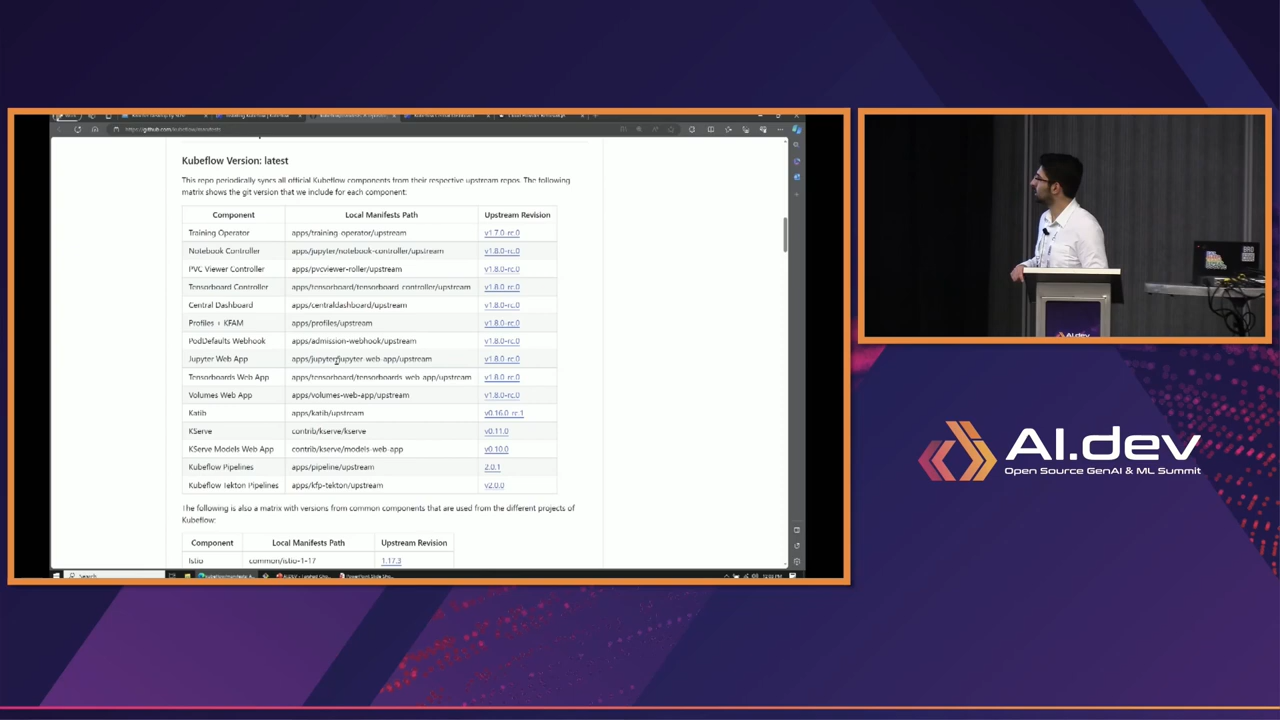 https://github.com/kubeflow/manifests
Kubeflow Version: latest
This repo periodically syncs all official Kubeflow components from their respective upstream repos. The following
matrix shows the git version that we include for each component:
Component Local Manifests Path Upstream Revision
Training Operator apps/training-operator/upstream v1.7.0-rc.0
Notebook Controller apps/jupyter/notebook-controller/upstream v1.8.0-rc.0
PVC Viewer Controller apps/pvcviewer-roller/upstream v1.8.0-rc.0
Tensorboard Controller apps/tensorboard/tensorboard-controller/upstream v1.8.0-rc.0
Central Dashboard apps/centraldashboard/upstream v1.8.0-rc.0
Profiles + KFAM apps/profiles/upstream v1.8.0-rc.0
PodDefaults Webhook apps/admission-webhook/upstream v1.8.0-rc.0
Jupyter Web App apps/jupyter/jupyter-web-app/upstream v1.8.0-rc.0
Tensorboards Web App apps/tensorboard/tensorboards-web-app/upstream v1.8.0-rc.0
Volumes Web App apps/volumes-web-app/upstream v1.8.0-rc.0
Katib apps/katib/upstream v0.16.0-rc.1
KServe contrib/kserve/kserve v0.11.0
KServe Models Web App contrib/kserve/models-web-app v0.10.0
Kubeflow Pipelines apps/pipeline/upstream 2.0.1
Kubeflow Tekton Pipelines apps/kfp-tekton/upstream v2.0.0
The following is also a matrix with versions from common components that are used from the different projects of
Kubeflow:
Component Local Manifests Path Upstream Revision
Istio common/istio-1-17 1.17.3
Search
AI.dev
AI.dev
Open Source GenAI & ML Summit